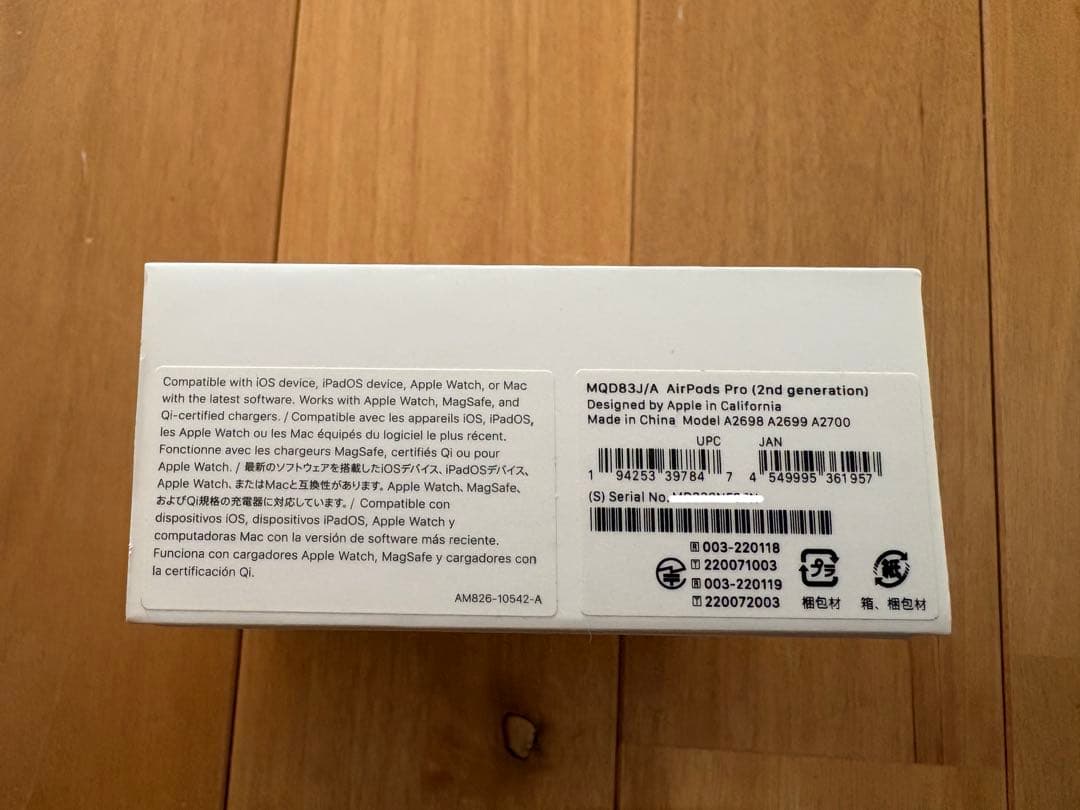 Compatible with iOS device, iPadOS device, Apple Watch, or Mac
with the latest software. Works with Apple Watch, MagSafe, and
Qi-certified chargers. / Compatible avec les appareils iOS, iPadOS,
les Apple Watch ou les Mac équipés du logiciel le plus récent.
Fonctionne avec les chargeurs MagSafe, certifiés Qi ou pour
Apple Watch. / 最新のソフトウェアを搭載したiOSデバイス、iPadOSデバイス、
Apple Watch、またはMacと互換性があります。Apple Watch、MagSafe、
およびQi規格の充電器に対応しています。/ Compatible con
dispositivos iOS, dispositivos iPadOS, Apple Watch y
computadoras Mac con la versión de software más reciente.
Funciona con cargadores Apple Watch, MagSafe y cargadores con
la certificación Qi.
AM826-10542-A
MQD83J/A AirPods Pro (2nd generation)
Designed by Apple in California
Made in China Model A2698 A2699 A2700
UPC JAN
1 94253 39784 7 4 549995 361957
(S) Serial No.
R 003-220118
T 220071003
R 003-220119
T 220072003
プラ
梱包材
紙
箱、梱包材